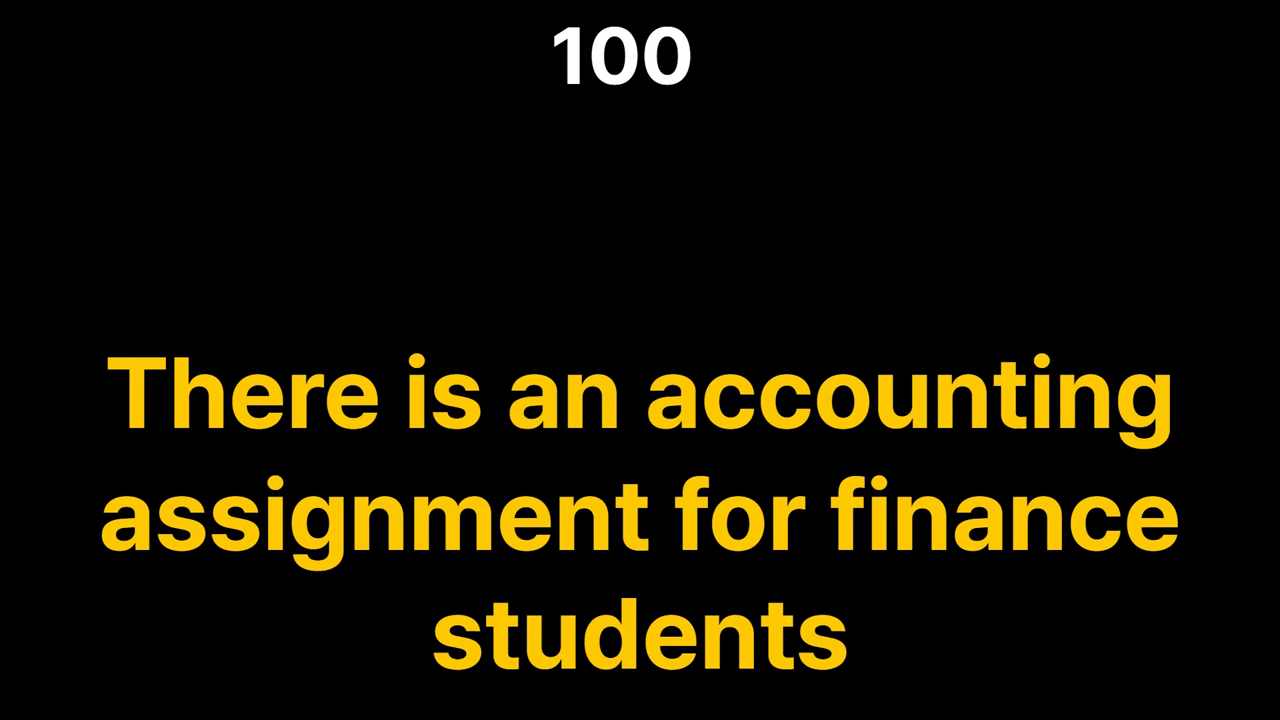 100
There is an accounting
assignment for finance
students